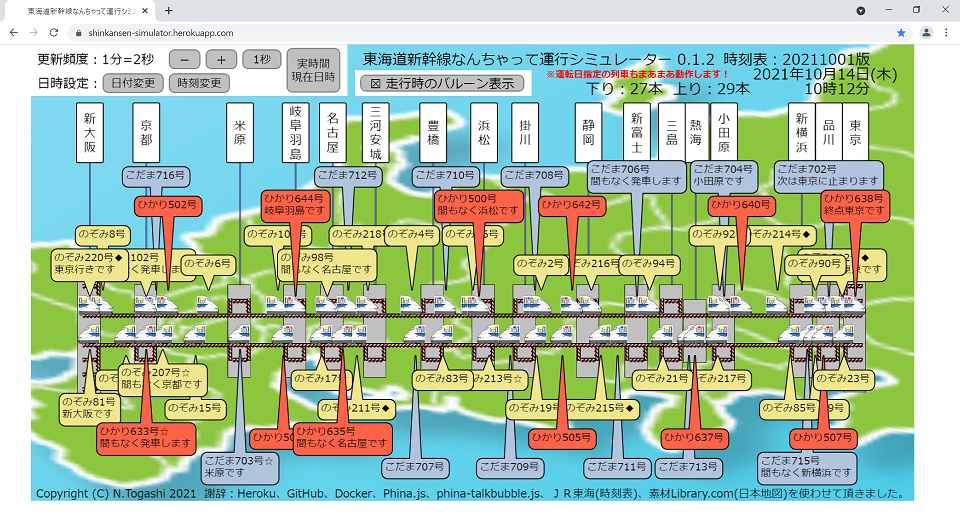 東海道新幹線なんちゃって運行シミュ
shinkansen-simulator.herokuapp.com
更新頻度：1分=2秒
−
+
1秒
実時間
現在日時
日時設定：
日付変更
時刻変更
東海道新幹線なんちゃって運行シミュレーター 0.1.2 時刻表：20211001版
※運転日指定の列車もまあまあ動作します！
2021年10月14日(木)
☒ 走行時のバルーン表示
下り：27本 上り：29本
10時12分
新大阪
京都
米原
岐阜羽島
名古屋
三河安城
豊橋
浜松
掛川
静岡
新富士
三島
熱海
小田原
新横浜
品川
東京
こだま716号
こだま712号
こだま710号
こだま708号
こだま706号
間もなく発車します
こだま704号
小田原です
こだま702号
次は東京に止まります
ひかり502号
ひかり644号
岐阜羽島です
ひかり500号
間もなく浜松です
ひかり642号
ひかり640号
ひかり638号
終点東京です
のぞみ8号
のぞみ218号
のぞみ4号
のぞみ92号
のぞみ214号◆
のぞみ220号◆
東京行きです
102号
のぞみ6号
のぞみ98号
間もなく名古屋です
のぞみ2号
216号
のぞみ94号
のぞみ90号
のぞみ207号☆
間もなく京都です
のぞみ17号
のぞみ83号
213号☆
のぞみ21号
217号
のぞみ23号
のぞみ81号
新大阪です
のぞみ15号
211号◆
のぞみ19号
のぞみ215号◆
のぞみ85号
ひかり633号☆
間もなく発車します
ひかり635号
間もなく名古屋です
ひかり505号
ひかり637号
ひかり507号
こだま703号☆
米原です
こだま707号
こだま709号
こだま711号
こだま713号
こだま715号
間もなく新横浜です
Copyright (C) N.Togashi 2021 謝辞：Heroku、GitHub、Docker、Phina.js、phina-talkbubble.js、ＪＲ東海(時刻表)、素材Library.com(日本地図)を使わせて頂きました。